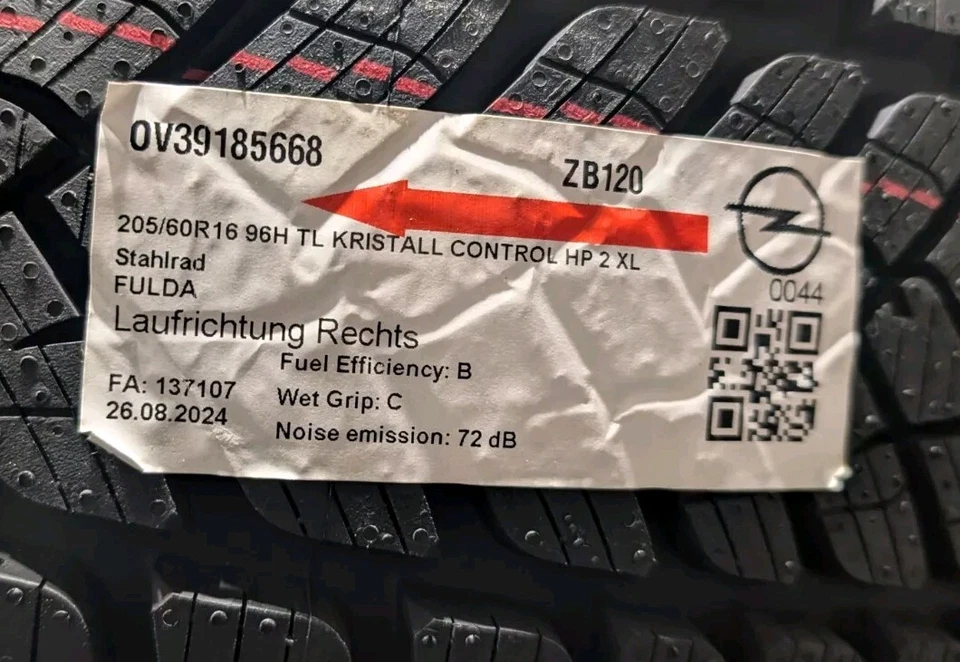 OV39185668
ZB120
205/60R16 96H TL KRISTALL CONTROL HP 2 XL
Stahlrad
FULDA
0044
Laufrichtung Rechts
Fuel Efficiency: B
FA: 137107
Wet Grip: C
26.08.2024
Noise emission: 72 dB